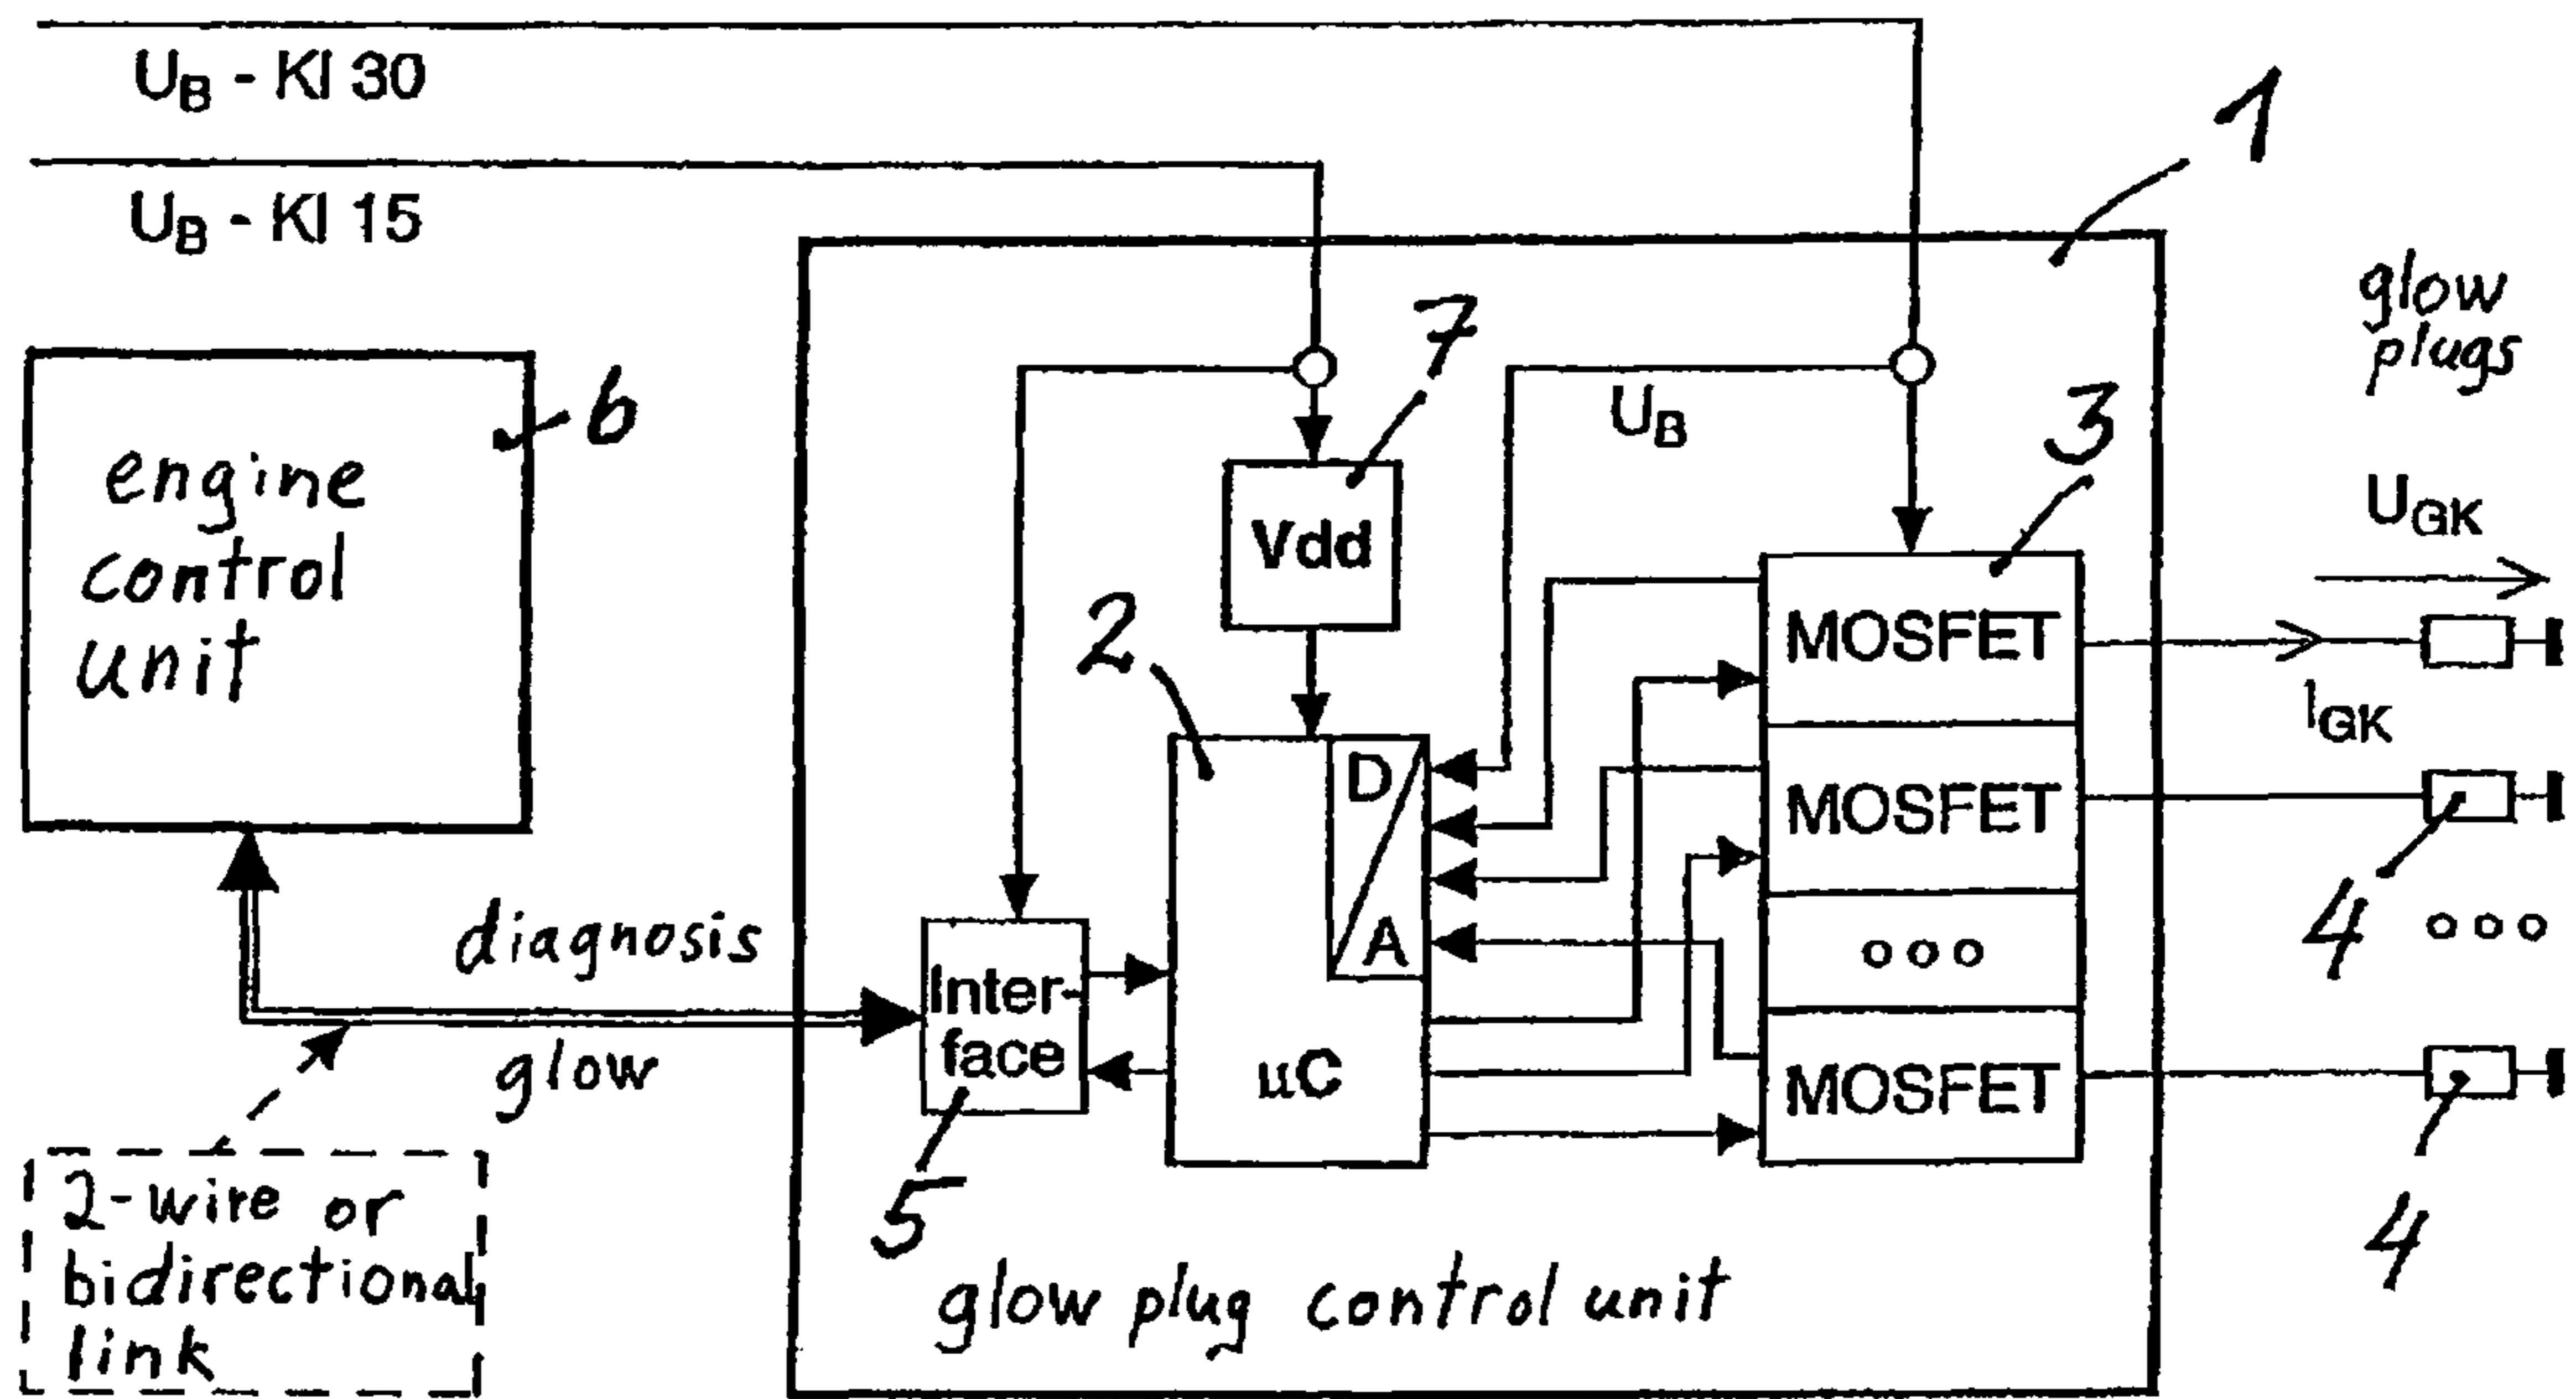 U_B - Kl 30
U_B - Kl 15
1
glow
plugs
7
6
U_B
3
engine
control
unit
Vdd
U_GK
2
MOSFET
I_GK
D
MOSFET
A
4
ooo
ooo
diagnosis
Inter-
face
glow
µC
MOSFET
4
5
2-wire or
bidirectional
link
glow plug control unit